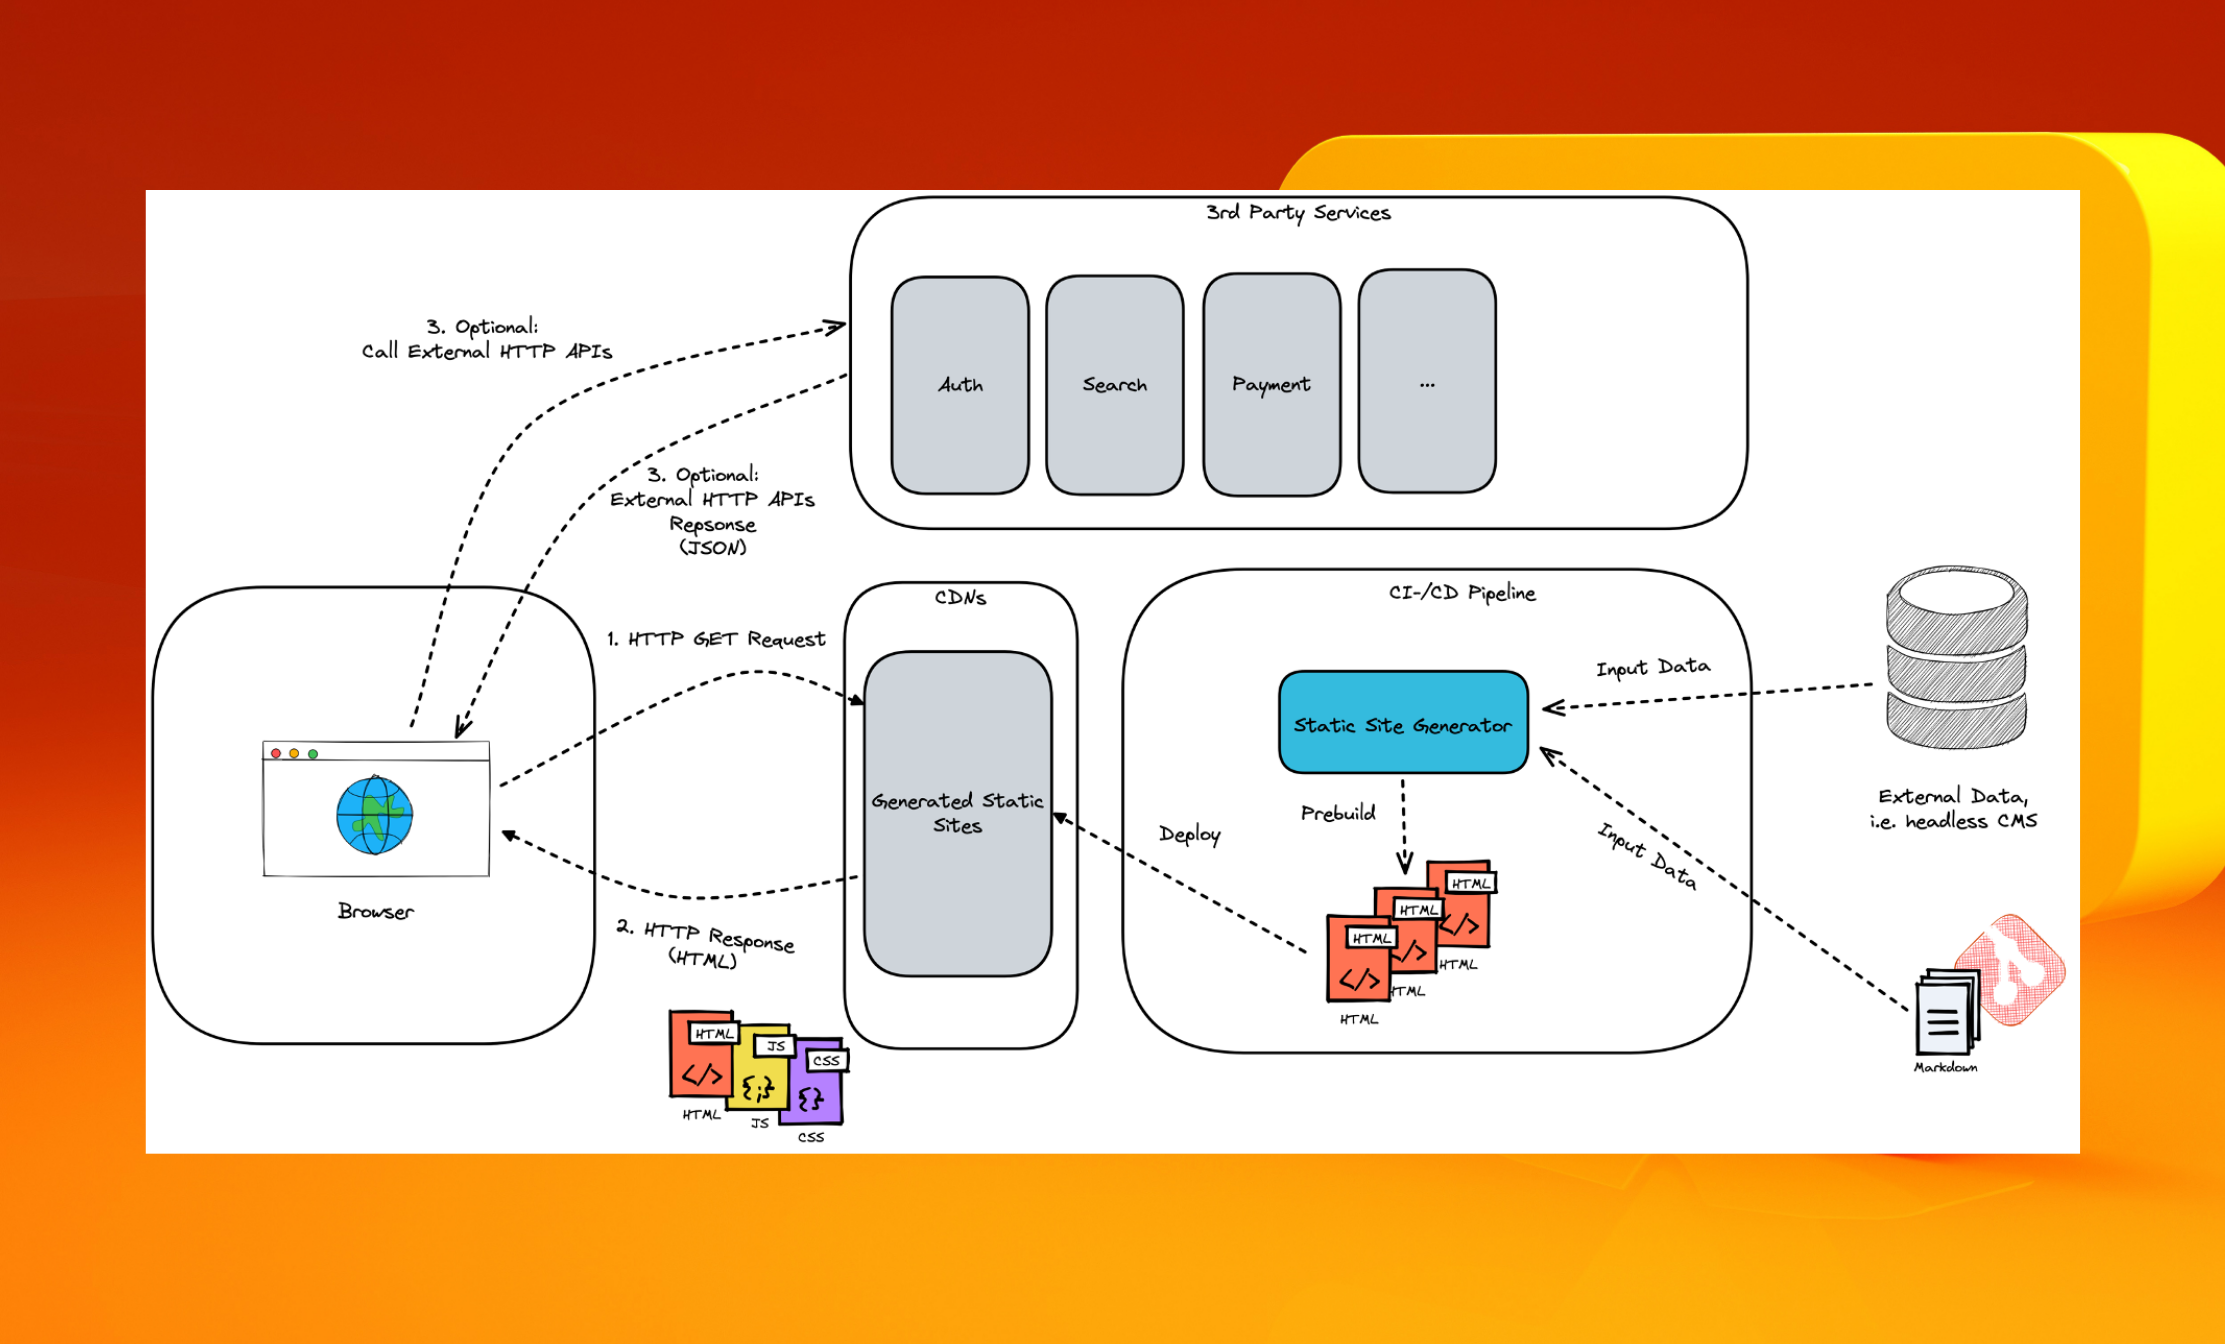 3rd Party Services
Auth
Search
Payment
...
3. Optional:
Call External HTTP APIs
3. Optional:
External HTTP APIs
Repsonse
(JSON)
Browser
1. HTTP GET Request
2. HTTP Response
(HTML)
HTML
JS
CSS
HTML
JS
CSS
CDNs
Generated Static
Sites
CI-/CD Pipeline
Static Site Generator
Prebuild
Deploy
HTML
HTML
HTML
HTML
HTML
HTML
Input Data
Input Data
External Data,
i.e. headless CMS
Markdown